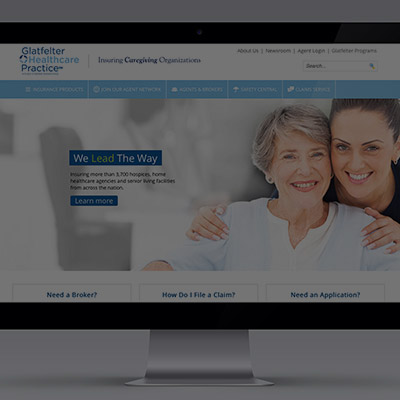 Glatfelter
Healthcare
Practice
Insuring Caregiving Organizations
About Us | Newsroom | Agent Login | Glatfelter Programs
Search...
INSURANCE PRODUCTS
JOIN OUR AGENT NETWORK
AGENTS & BROKERS
SAFETY CENTRAL
CLAIMS SERVICE
We Lead The Way
Insuring more than 3,700 hospices, home
healthcare agencies and senior living facilities
from across the nation.
Learn more
Need a Broker?
How Do I File a Claim?
Need an Application?